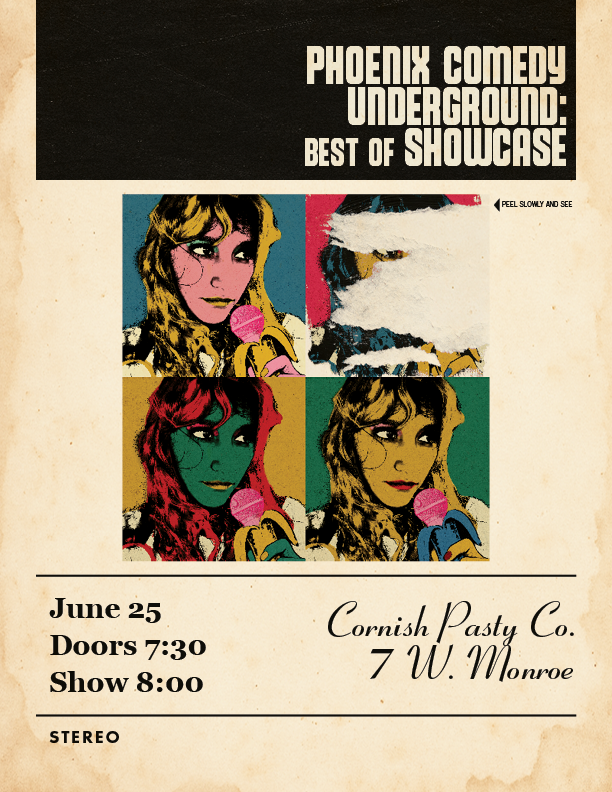 PHOENIX COMEDY
UNDERGROUND:
BEST OF SHOWCASE
PEEL SLOWLY AND SEE
June 25
Doors 7:30
Show 8:00
Cornish Pasty Co.
7 W. Monroe
STEREO